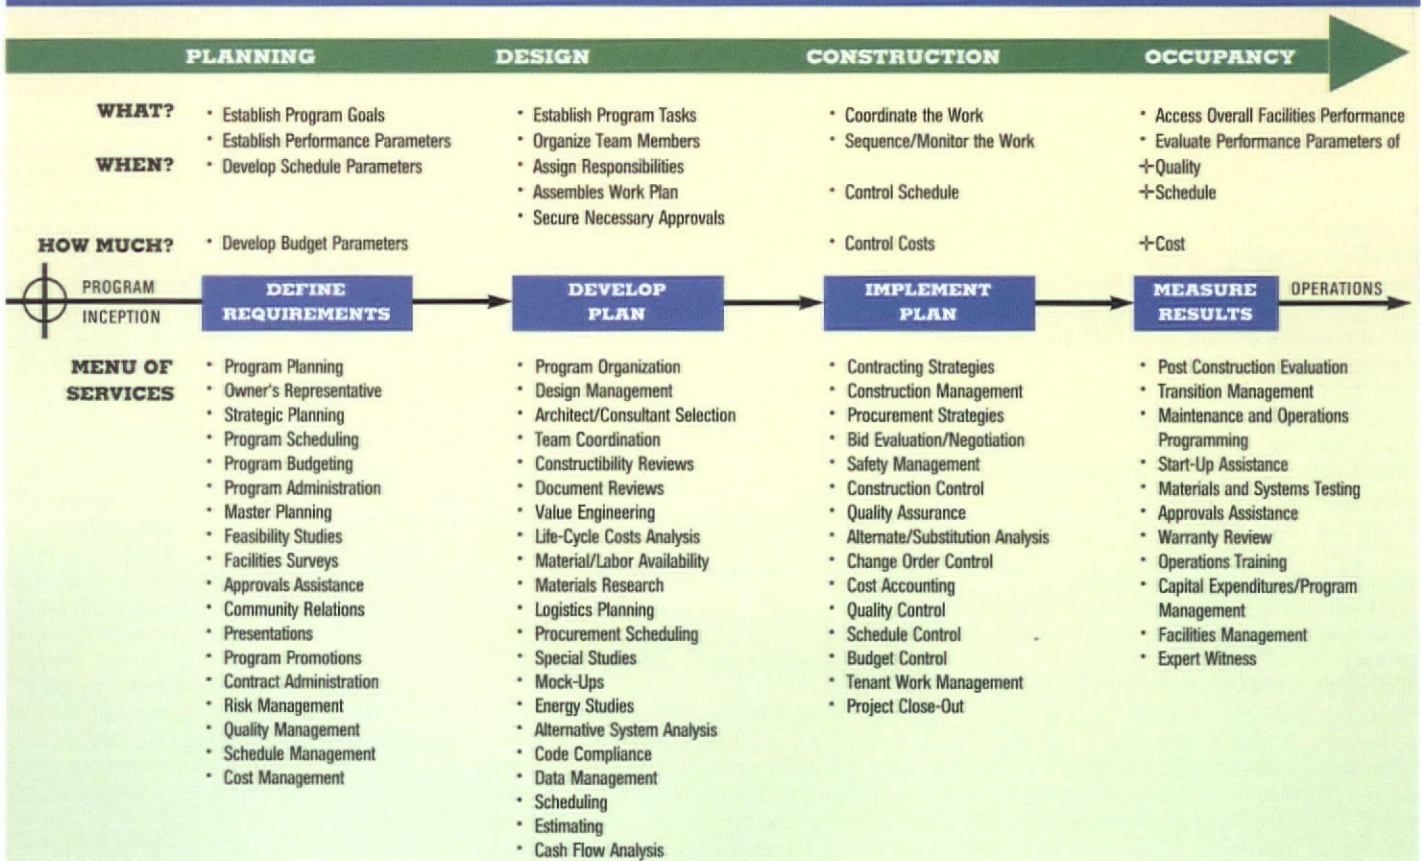 PLANNING
DESIGN
CONSTRUCTION
OCCUPANCY
WHAT?
• Establish Program Goals
• Establish Performance Parameters
WHEN?
• Develop Schedule Parameters
HOW MUCH?
• Develop Budget Parameters
• Establish Program Tasks
• Organize Team Members
• Assign Responsibilities
• Assembles Work Plan
• Secure Necessary Approvals
• Coordinate the Work
• Sequence/Monitor the Work
• Control Schedule
• Control Costs
• Access Overall Facilities Performance
• Evaluate Performance Parameters of
+Quality
+Schedule
+Cost
PROGRAM
INCEPTION
DEFINE
REQUIREMENTS
DEVELOP
PLAN
IMPLEMENT
PLAN
MEASURE
RESULTS
OPERATIONS
MENU OF
SERVICES
• Program Planning
• Owner's Representative
• Strategic Planning
• Program Scheduling
• Program Budgeting
• Program Administration
• Master Planning
• Feasibility Studies
• Facilities Surveys
• Approvals Assistance
• Community Relations
• Presentations
• Program Promotions
• Contract Administration
• Risk Management
• Quality Management
• Schedule Management
• Cost Management
• Program Organization
• Design Management
• Architect/Consultant Selection
• Team Coordination
• Constructibility Reviews
• Document Reviews
• Value Engineering
• Life-Cycle Costs Analysis
• Material/Labor Availability
• Materials Research
• Logistics Planning
• Procurement Scheduling
• Special Studies
• Mock-Ups
• Energy Studies
• Alternative System Analysis
• Code Compliance
• Data Management
• Scheduling
• Estimating
• Cash Flow Analysis
• Contracting Strategies
• Construction Management
• Procurement Strategies
• Bid Evaluation/Negotiation
• Safety Management
• Construction Control
• Quality Assurance
• Alternate/Substitution Analysis
• Change Order Control
• Cost Accounting
• Quality Control
• Schedule Control
• Budget Control
• Tenant Work Management
• Project Close-Out
• Post Construction Evaluation
• Transition Management
• Maintenance and Operations
Programming
• Start-Up Assistance
• Materials and Systems Testing
• Approvals Assistance
• Warranty Review
• Operations Training
• Capital Expenditures/Program
Management
• Facilities Management
• Expert Witness